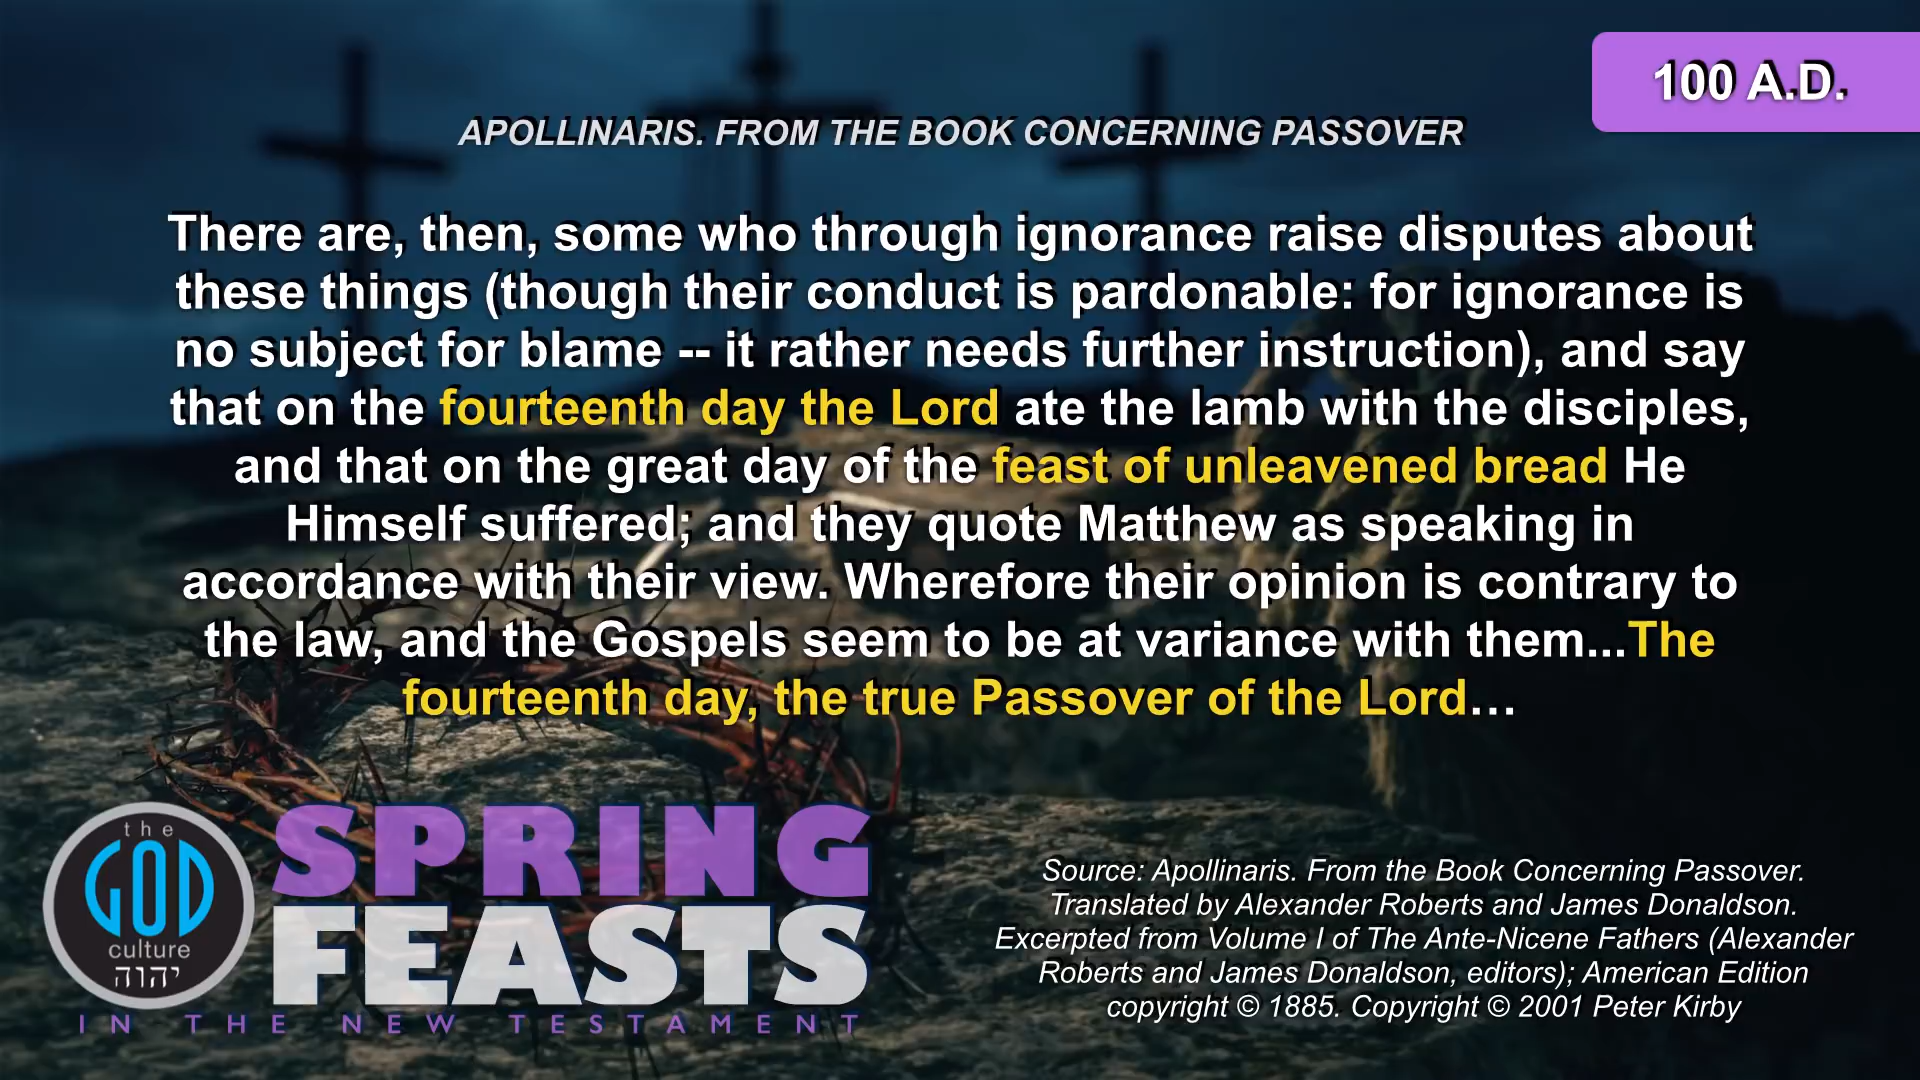 100 A.D.
APOLLINARIS. FROM THE BOOK CONCERNING PASSOVER
There are, then, some who through ignorance raise disputes about
these things (though their conduct is pardonable: for ignorance is
no subject for blame -- it rather needs further instruction), and say
that on the fourteenth day the Lord ate the lamb with the disciples,
and that on the great day of the feast of unleavened bread He
Himself suffered; and they quote Matthew as speaking in
accordance with their view. Wherefore their opinion is contrary to
the law, and the Gospels seem to be at variance with them...The
fourteenth day, the true Passover of the Lord…
the
GOD
culture
יהוה
SPRING
FEASTS
IN THE NEW TESTAMENT
Source: Apollinaris. From the Book Concerning Passover.
Translated by Alexander Roberts and James Donaldson.
Excerpted from Volume I of The Ante-Nicene Fathers (Alexander
Roberts and James Donaldson, editors); American Edition
copyright © 1885. Copyright © 2001 Peter Kirby